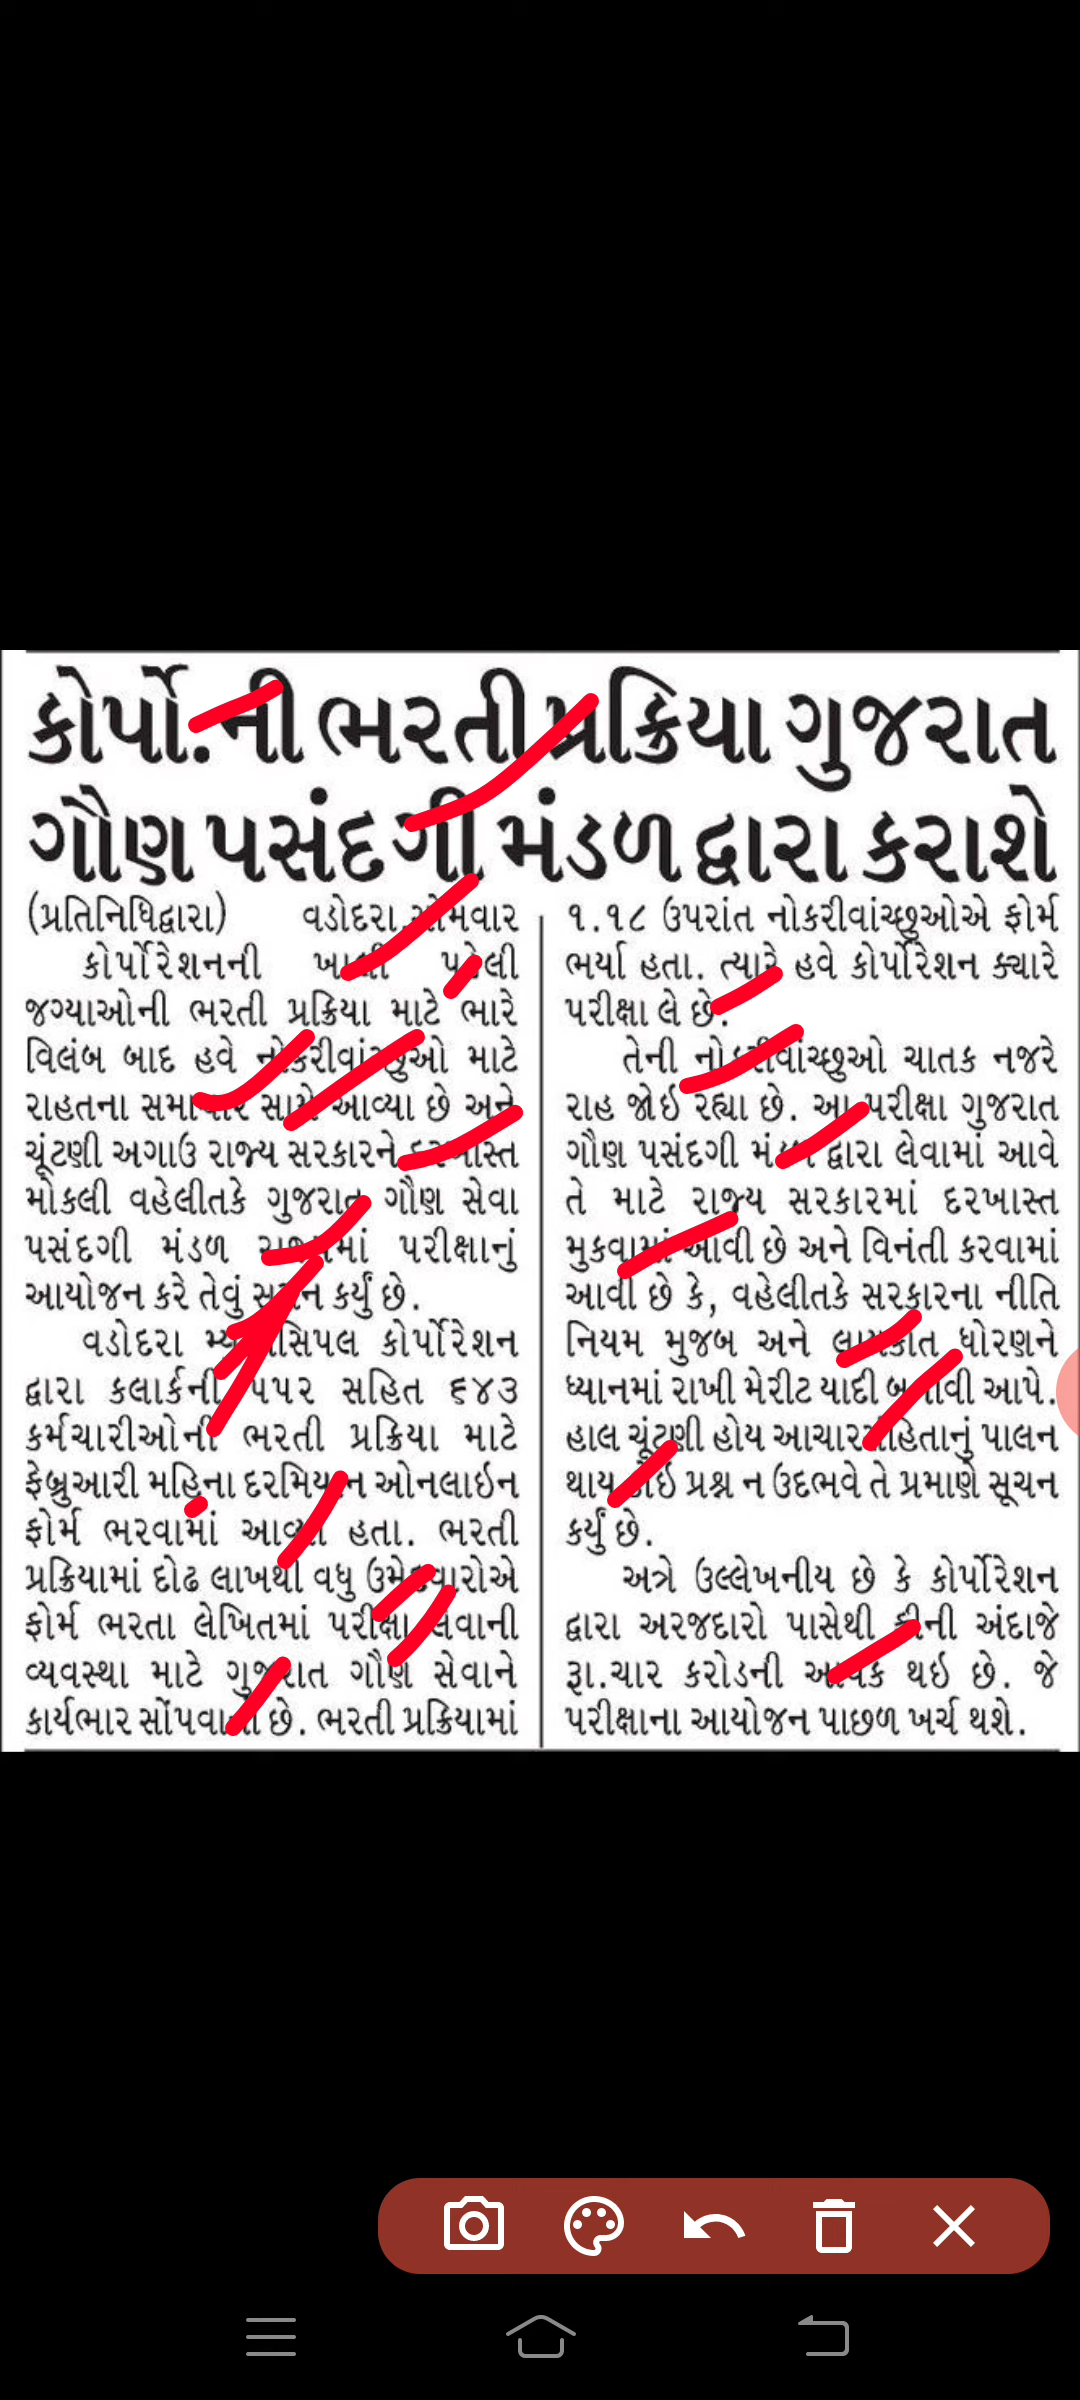 કોર્પો.ની ભરતી પ્રક્રિયા ગુજરાત
ગૌણ પસંદગી મંડળ દ્વારા કરાશે
(પ્રતિનિધિદ્વારા) વડોદરા,સોમવાર
કોર્પોરેશનની ખાલી પડેલી
જગ્યાઓની ભરતી પ્રક્રિયા માટે ભારે
વિલંબ બાદ હવે નોકરીવાંચ્છુઓ માટે
રાહતના સમાચાર સામે આવ્યા છે અને
ચૂંટણી અગાઉ રાજ્ય સરકારને દરખાસ્ત
મોકલી વહેલીતકે ગુજરાત ગૌણ સેવા
પસંદગી મંડળ રાજ્યમાં પરીક્ષાનું
આયોજન કરે તેવું સૂચન કર્યું છે.
વડોદરા મ્યુનિસિપલ કોર્પોરેશન
દ્વારા કલાર્કની ૫૫૨ સહિત ૬૪૩
કર્મચારીઓની ભરતી પ્રક્રિયા માટે
ફેબ્રુઆરી મહિના દરમિયાન ઓનલાઇન
ફોર્મ ભરવામાં આવ્યા હતા. ભરતી
પ્રક્રિયામાં દોઢ લાખથી વધુ ઉમેદવારોએ
ફોર્મ ભરતા લેખિતમાં પરીક્ષા લેવાની
વ્યવસ્થા માટે ગુજરાત ગૌણ સેવાને
કાર્યભાર સોંપવાનો છે. ભરતી પ્રક્રિયામાં
૧.૧૮ ઉપરાંત નોકરીવાંચ્છુઓએ ફોર્મ
ભર્યા હતા. ત્યારે હવે કોર્પોરેશન ક્યારે
પરીક્ષા લે છે.
તેની નોકરીવાંચ્છુઓ ચાતક નજરે
રાહ જોઈ રહ્યા છે. આ પરીક્ષા ગુજરાત
ગૌણ પસંદગી મંડળ દ્વારા લેવામાં આવે
તે માટે રાજ્ય સરકારમાં દરખાસ્ત
મુકવામાં આવી છે અને વિનંતી કરવામાં
આવી છે કે, વહેલીતકે સરકારના નીતિ
નિયમ મુજબ અને લાયકાત ધોરણને
ધ્યાનમાં રાખી મેરીટ યાદી બનાવી આપે.
હાલ ચૂંટણી હોય આચારસંહિતાનું પાલન
થાય કોઇ પ્રશ્ન ન ઉદભવે તે પ્રમાણે સૂચન
કર્યું છે.
અત્રે ઉલ્લેખનીય છે કે કોર્પોરેશન
દ્વારા અરજદારો પાસેથી ફીની અંદાજે
રૂા.ચાર કરોડની આવક થઇ છે. જે
પરીક્ષાના આયોજન પાછળ ખર્ચ થશે.